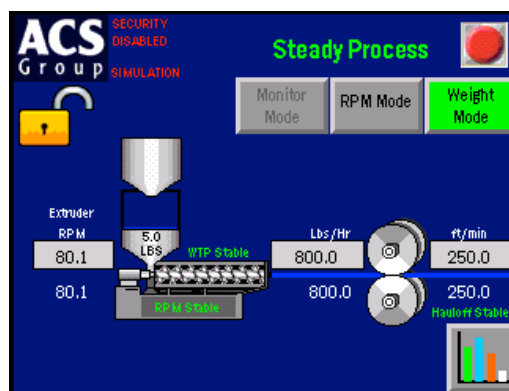 ACS
Group
SECURITY
DISABLED
SIMULATION
Steady Process
Monitor
Mode
RPM Mode
Weight
Mode
Extruder
RPM
80.1
80.1
5.0
LBS
WTP Stable
RPM Stable
Lbs/Hr
800.0
800.0
ft/min
250.0
250.0
Hauloff Stable